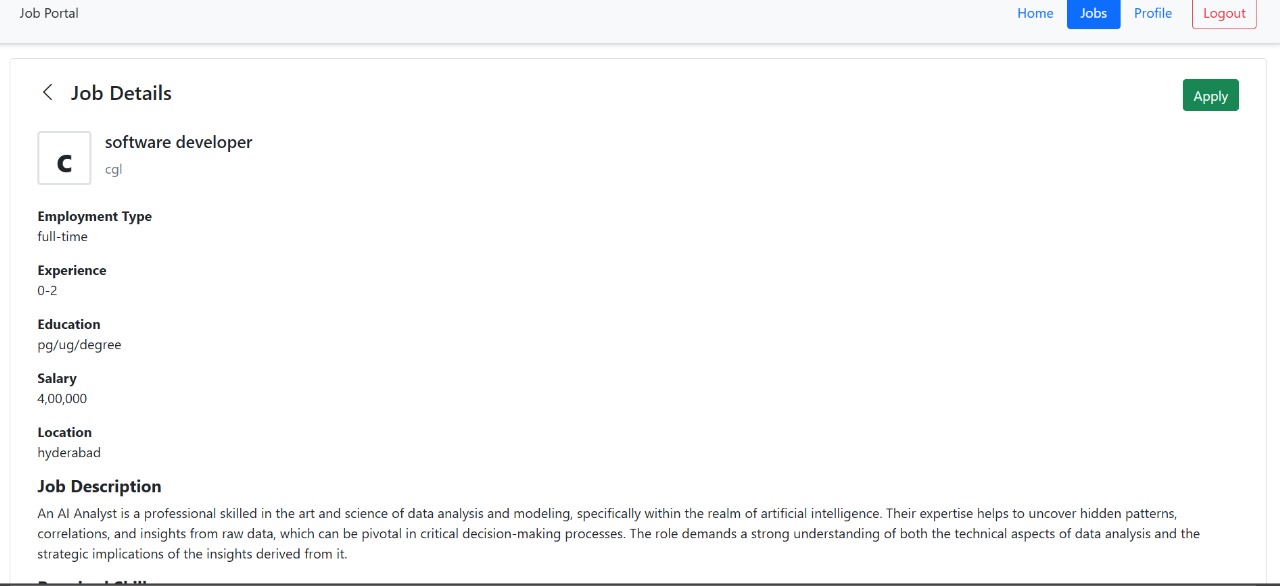 Job Portal
Home
Jobs
Profile
Logout
Job Details
Apply
c
software developer
cgl
Employment Type
full-time
Experience
0-2
Education
pg/ug/degree
Salary
4,00,000
Location
hyderabad
Job Description
An AI Analyst is a professional skilled in the art and science of data analysis and modeling, specifically within the realm of artificial intelligence. Their expertise helps to uncover hidden patterns,
correlations, and insights from raw data, which can be pivotal in critical decision-making processes. The role demands a strong understanding of both the technical aspects of data analysis and the
strategic implications of the insights derived from it.